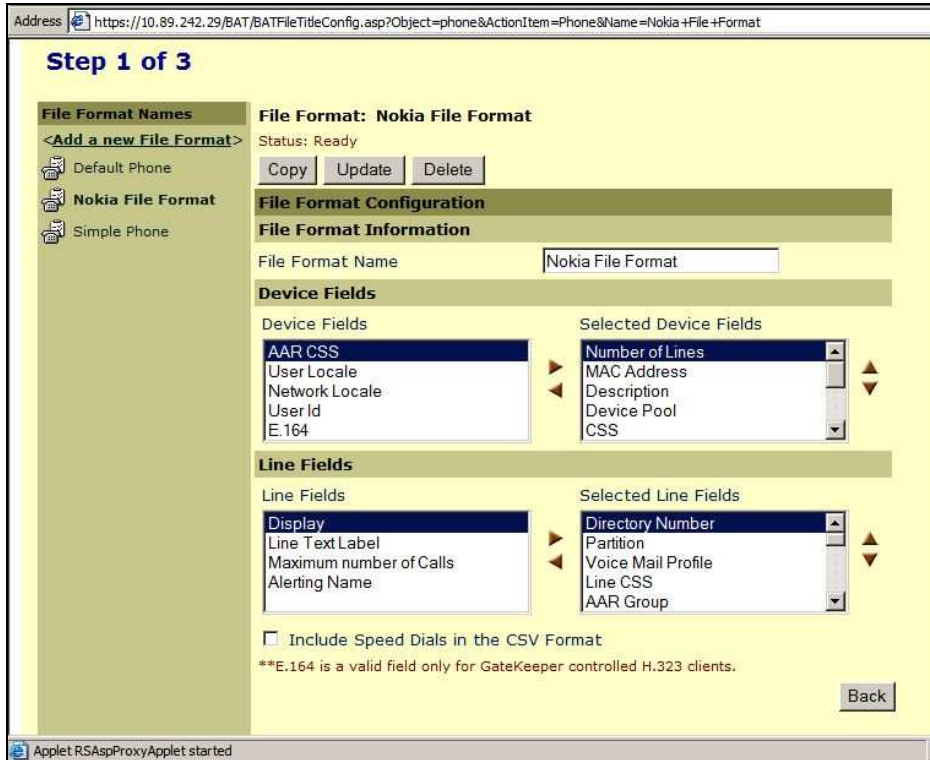 Address https://10.89.242.29/BAT/BATFileTitleConfig.asp?Object=phone&ActionItem=Phone&Name=Nokia+File+Format
Step 1 of 3
File Format Names
<Add a new File Format>
Default Phone
Nokia File Format
Simple Phone
File Format: Nokia File Format
Status: Ready
Copy Update Delete
File Format Configuration
File Format Information
File Format Name Nokia File Format
Device Fields
Device Fields Selected Device Fields
AAR CSS Number of Lines
User Locale MAC Address
Network Locale Description
User Id Device Pool
E.164 CSS
Line Fields
Line Fields Selected Line Fields
Display Directory Number
Line Text Label Partition
Maximum number of Calls Voice Mail Profile
Alerting Name Line CSS
AAR Group
Include Speed Dials in the CSV Format
**E.164 is a valid field only for GateKeeper controlled H.323 clients.
Back
Applet RSAspProxyApplet started